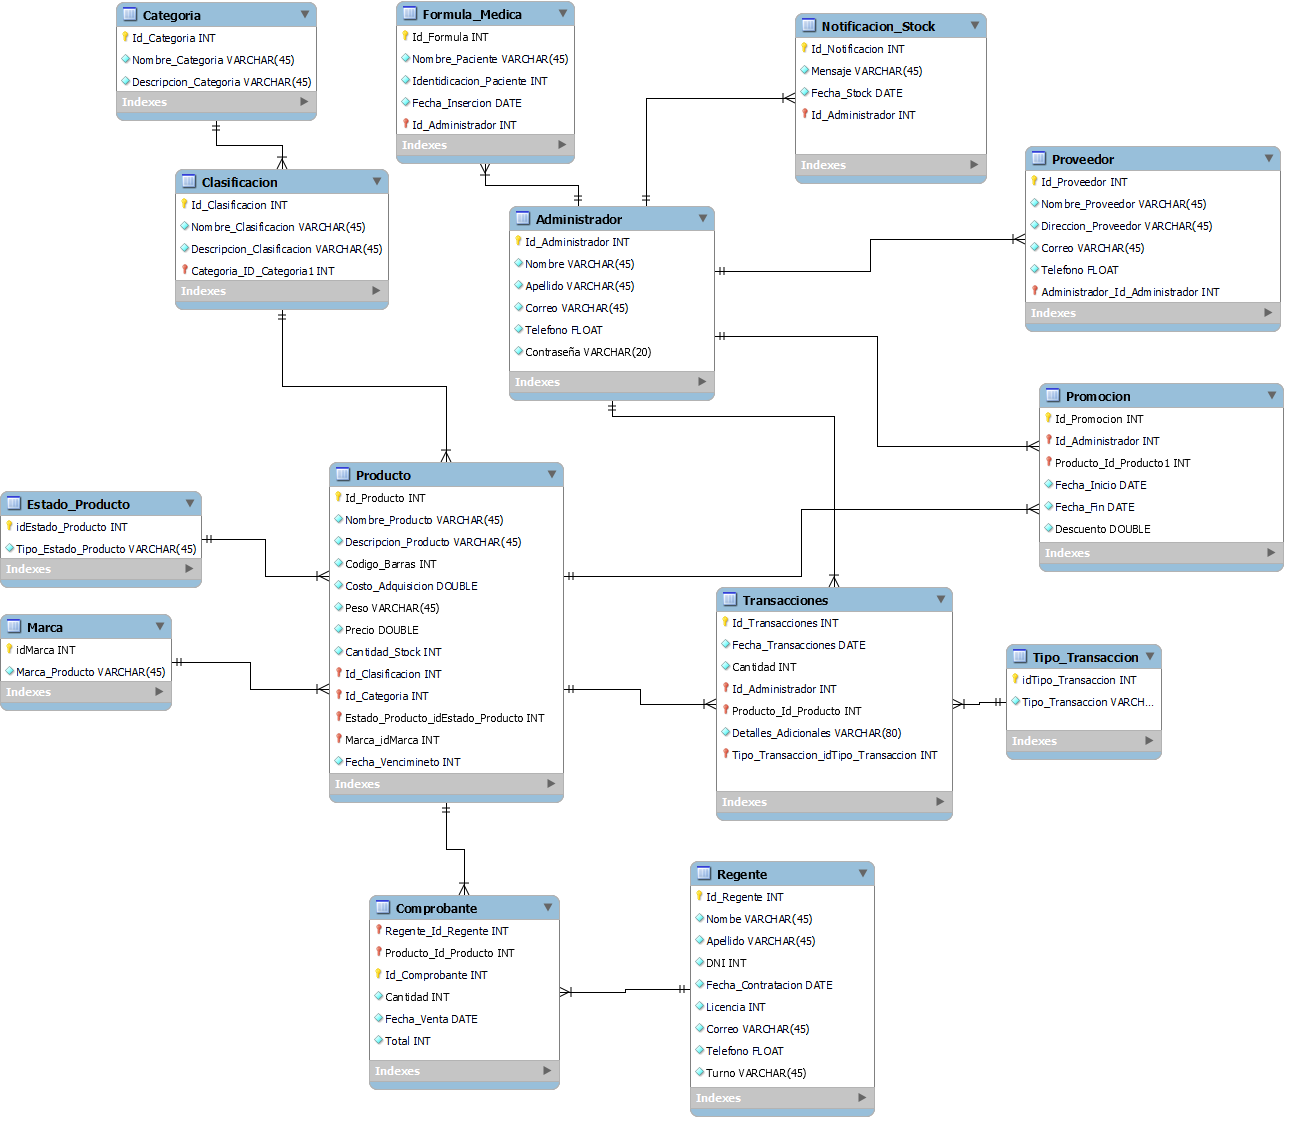 Categoria
Id_Categoria INT
Nombre_Categoria VARCHAR(45)
Descripcion_Categoria VARCHAR(45)
Indexes
Formula_Medica
Id_Formula INT
Nombre_Paciente VARCHAR(45)
Identidicacion_Paciente INT
Fecha_Insercion DATE
Id_Administrador INT
Indexes
Notificacion_Stock
Id_Notificacion INT
Mensaje VARCHAR(45)
Fecha_Stock DATE
Id_Administrador INT
Indexes
Clasificacion
Id_Clasificacion INT
Nombre_Clasificacion VARCHAR(45)
Descripcion_Clasificacion VARCHAR(45)
Categoria_ID_Categoria1 INT
Indexes
Administrador
Id_Administrador INT
Nombre VARCHAR(45)
Apellido VARCHAR(45)
Correo VARCHAR(45)
Telefono FLOAT
Contraseña VARCHAR(20)
Indexes
Proveedor
Id_Proveedor INT
Nombre_Proveedor VARCHAR(45)
Direccion_Proveedor VARCHAR(45)
Correo VARCHAR(45)
Telefono FLOAT
Administrador_Id_Administrador INT
Indexes
Promocion
Id_Promocion INT
Id_Administrador INT
Producto_Id_Producto1 INT
Fecha_Inicio DATE
Fecha_Fin DATE
Descuento DOUBLE
Indexes
Estado_Producto
idEstado_Producto INT
Tipo_Estado_Producto VARCHAR(45)
Indexes
Marca
idMarca INT
Marca_Producto VARCHAR(45)
Indexes
Producto
Id_Producto INT
Nombre_Producto VARCHAR(45)
Descripcion_Producto VARCHAR(45)
Codigo_Barras INT
Costo_Adquisicion DOUBLE
Peso VARCHAR(45)
Precio DOUBLE
Cantidad_Stock INT
Id_Clasificacion INT
Id_Categoria INT
Estado_Producto_idEstado_Producto INT
Marca_idMarca INT
Fecha_Vencimineto INT
Indexes
Transacciones
Id_Transacciones INT
Fecha_Transacciones DATE
Cantidad INT
Id_Administrador INT
Producto_Id_Producto INT
Detalles_Adicionales VARCHAR(80)
Tipo_Transaccion_idTipo_Transaccion INT
Indexes
Tipo_Transaccion
idTipo_Transaccion INT
Tipo_Transaccion VARCH...
Indexes
Comprobante
Regente_Id_Regente INT
Producto_Id_Producto INT
Id_Comprobante INT
Cantidad INT
Fecha_Venta DATE
Total INT
Indexes
Regente
Id_Regente INT
Nombe VARCHAR(45)
Apellido VARCHAR(45)
DNI INT
Fecha_Contratacion DATE
Licencia INT
Correo VARCHAR(45)
Telefono FLOAT
Turno VARCHAR(45)
Indexes